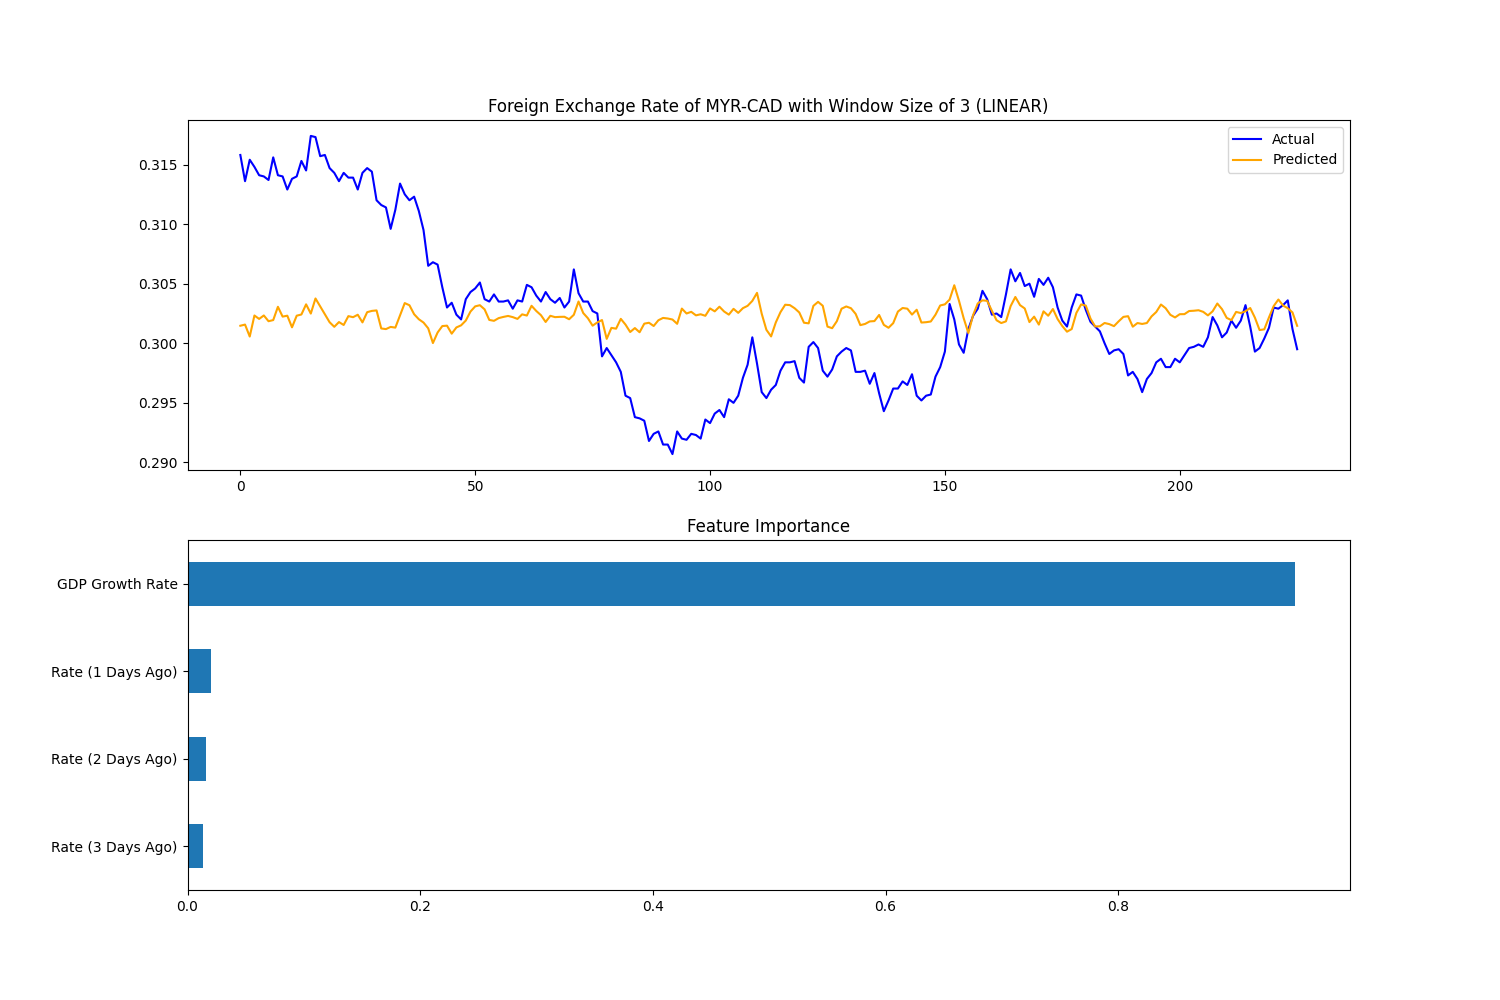 Foreign Exchange Rate of MYR-CAD with Window Size of 3 (LINEAR)
Actual
Predicted
0.315
0.310
0.305
0.300
0.295
0.290
0 50 100 150 200
Feature Importance
GDP Growth Rate
Rate (1 Days Ago)
Rate (2 Days Ago)
Rate (3 Days Ago)
0.0 0.2 0.4 0.6 0.8